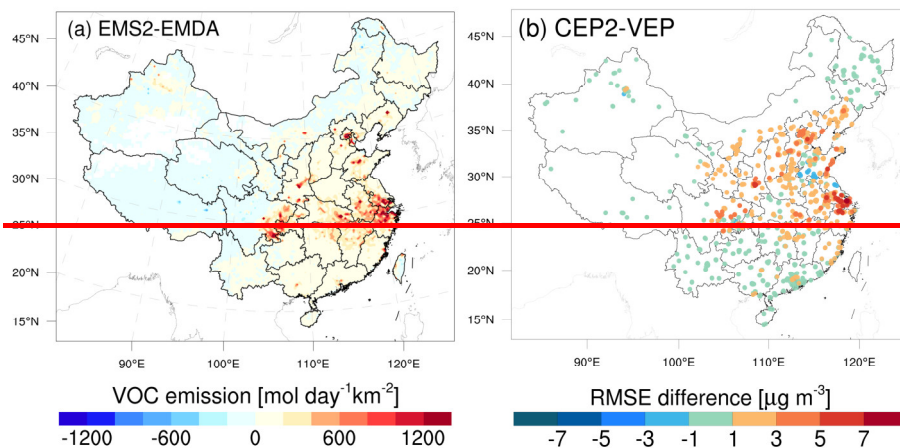 (a) EMS2-EMDA
(b) CEP2-VEP
45°N
40°N
35°N
30°N
25°N
20°N
15°N
90°E 100°E 110°E 120°E
45°N
40°N
35°N
30°N
25°N
20°N
15°N
90°E 100°E 110°E 120°E
VOC emission [mol day⁻¹km⁻²]
-1200 -600 0 600 1200
RMSE difference [µg m⁻³]
-7 -5 -3 -1 1 3 5 7